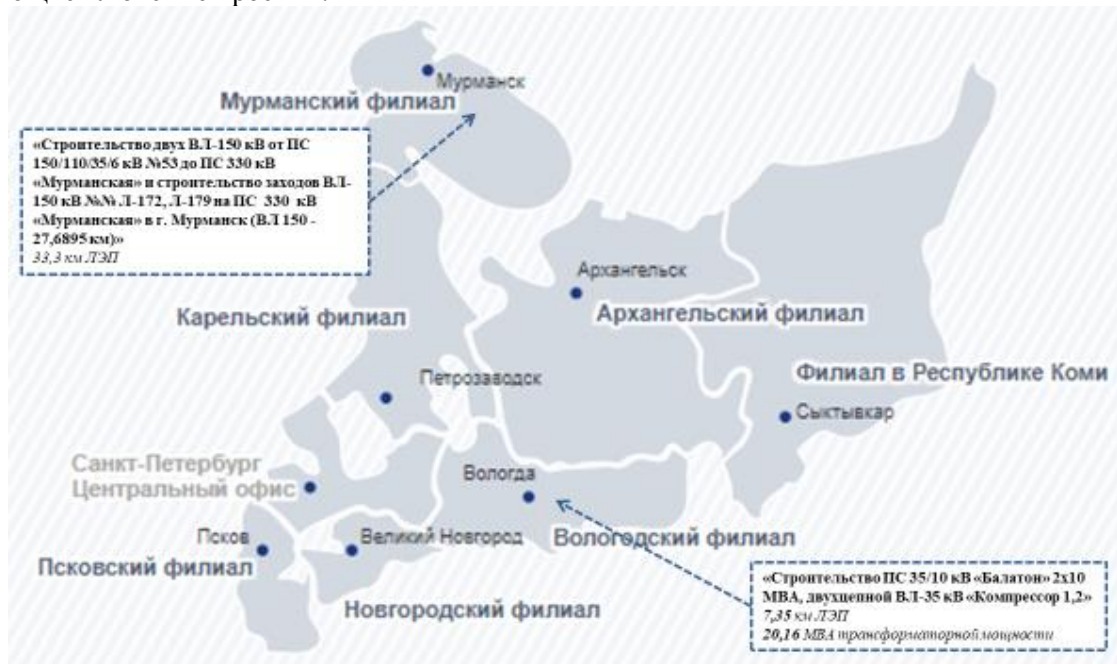 Мурманск
Мурманский филиал
«Строительство двух ВЛ-150 кВ от ПС
150/110/35/6 кВ №53 до ПС 330 кВ
«Мурманская» и строительство заходов ВЛ-
150 кВ №№ Л-172, Л-179 на ПС 330 кВ
«Мурманская» в г. Мурманск (ВЛ 150 -
27,6895 км)»
33,3 км ЛЭП
Архангельск
Архангельский филиал
Карельский филиал
Филиал в Республике Коми
Петрозаводск
Сыктывкар
Санкт-Петербург
Центральный офис
Вологда
Псков
Великий Новгород
Вологодский филиал
Псковский филиал
Новгородский филиал
«Строительство ПС 35/10 кВ «Балатон» 2х10
МВА, двухцепной ВЛ-35 кВ «Компрессор 1,2»
7,35 км ЛЭП
20,16 МВА трансформаторной мощности